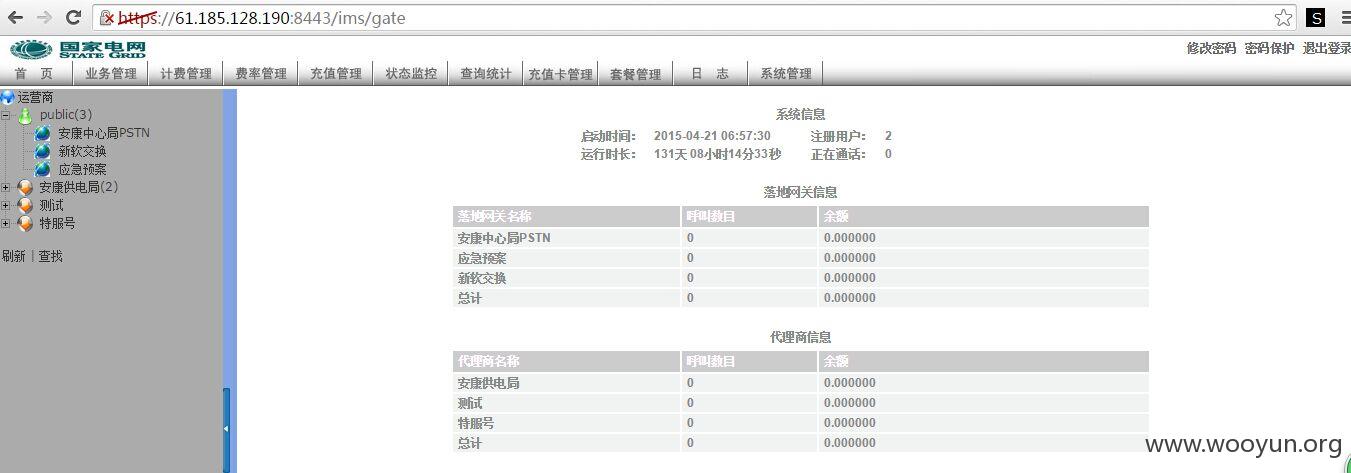 https://61.185.128.190:8443/ims/gate
S
国家电网
STATE GRID
修改密码 密码保护 退出登录
首 页 业务管理 计费管理 费率管理 充值管理 状态监控 查询统计 充值卡管理 套餐管理 日 志 系统管理
运营商
public(3)
安康中心局PSTN
新软交换
应急预案
安康供电局(2)
测试
特服号
刷新 | 查找
系统信息
启动时间: 2015-04-21 06:57:30 注册用户: 2
运行时长: 131天 08小时14分33秒 正在通话: 0
落地网关信息
落地网关名称 呼叫数目 余额
安康中心局PSTN 0 0.000000
应急预案 0 0.000000
新软交换 0 0.000000
总计 0 0.000000
代理商信息
代理商名称 呼叫数目 余额
安康供电局 0 0.000000
测试 0 0.000000
特服号 0 0.000000
总计 0 0.000000
www.wooyun.org